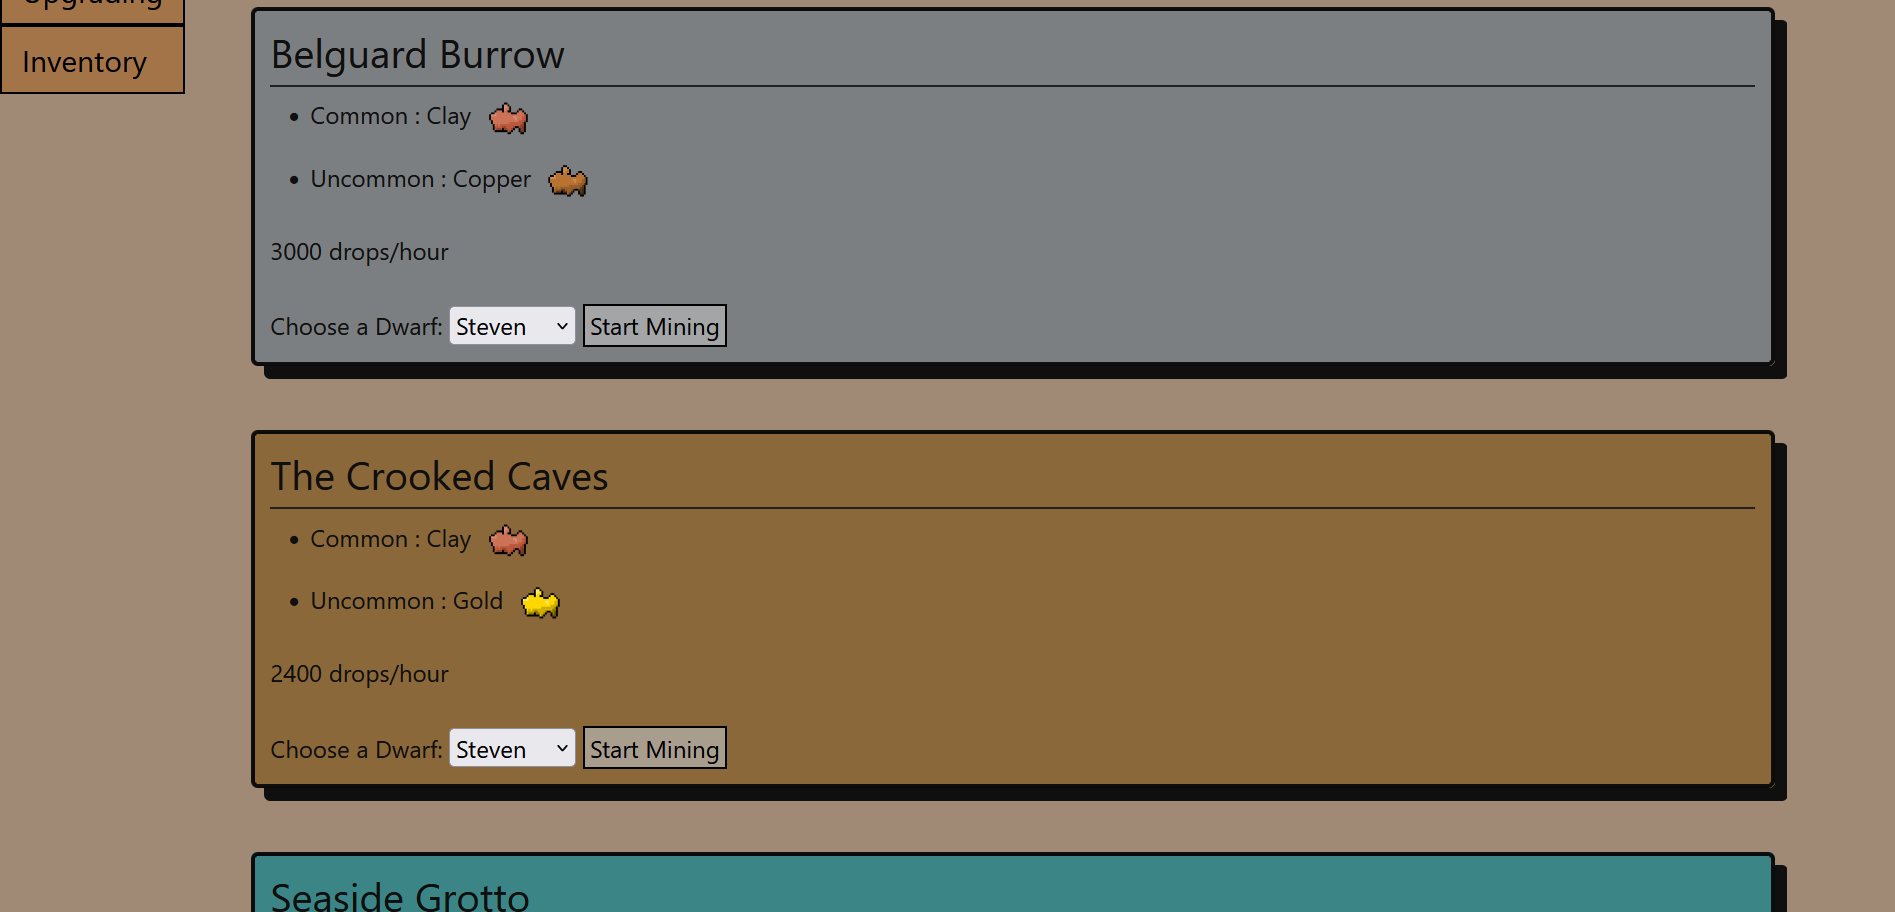 Upgrading
Inventory
Belguard Burrow
Common : Clay
Uncommon : Copper
3000 drops/hour
Choose a Dwarf: Steven Start Mining
The Crooked Caves
Common : Clay
Uncommon : Gold
2400 drops/hour
Choose a Dwarf: Steven Start Mining
Seaside Grotto